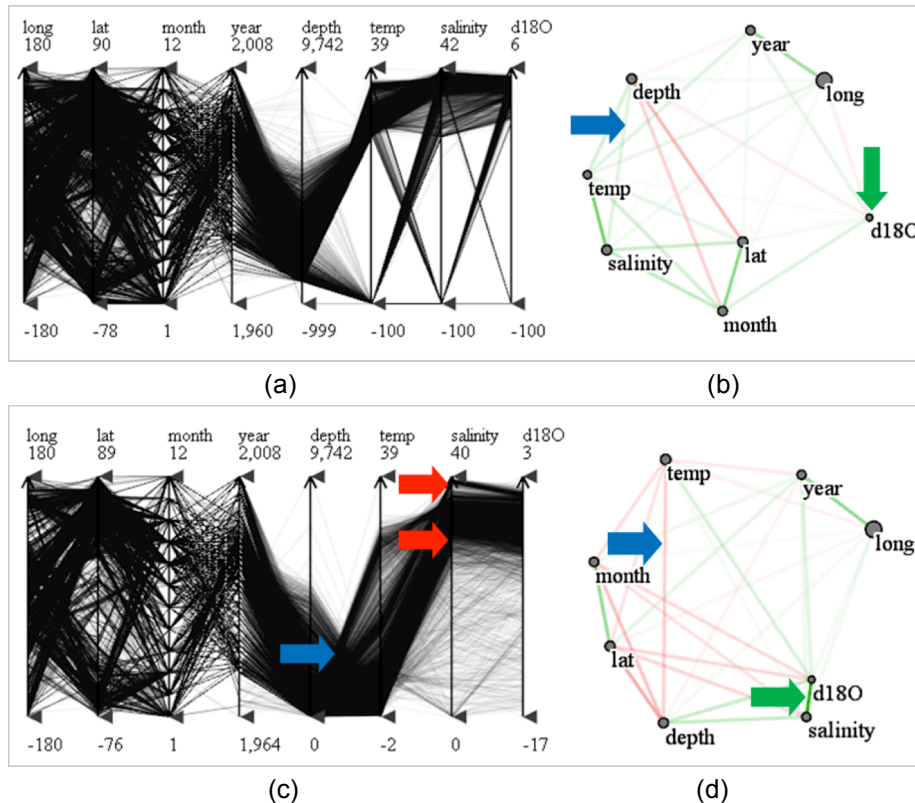 long lat month year depth temp salinity d18O
180 90 12 2,008 9,742 39 42 6
-180 -78 1 1,960 -999 -100 -100 -100
(a)
year
long
depth
temp
d18O
salinity
lat
month
(b)
long lat month year depth temp salinity d18O
180 89 12 2,008 9,742 39 40 3
-180 -76 1 1,964 0 -2 0 -17
(c)
temp
year
long
month
lat
d18O
salinity
depth
(d)